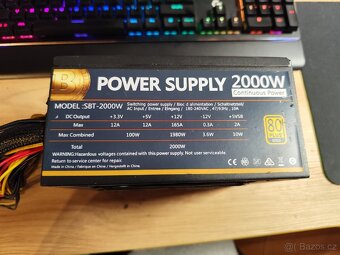 B POWER SUPPLY 2000W
Continuous Power
MODEL :SBT-2000W
Switching power supply / Bloc d alimentation / Schaltnetzteil/
AC Input / Entree / Eingang / 180-240VAC , 47/63Hz , 10A
DC Output +3.3V +5V +12V -12V +5VSB
Max 12A 12A 165A 0.3A 2A
Max Combined 100W 1980W 3.6W 10W
Total 2000W
80 PLUS
WARNING:Hazardous voltages contained with this power supply not user serviceable.
Return to service center for repair.
Made in China / Fabrique en Chine / Hergestellt in China.
bazos.cz